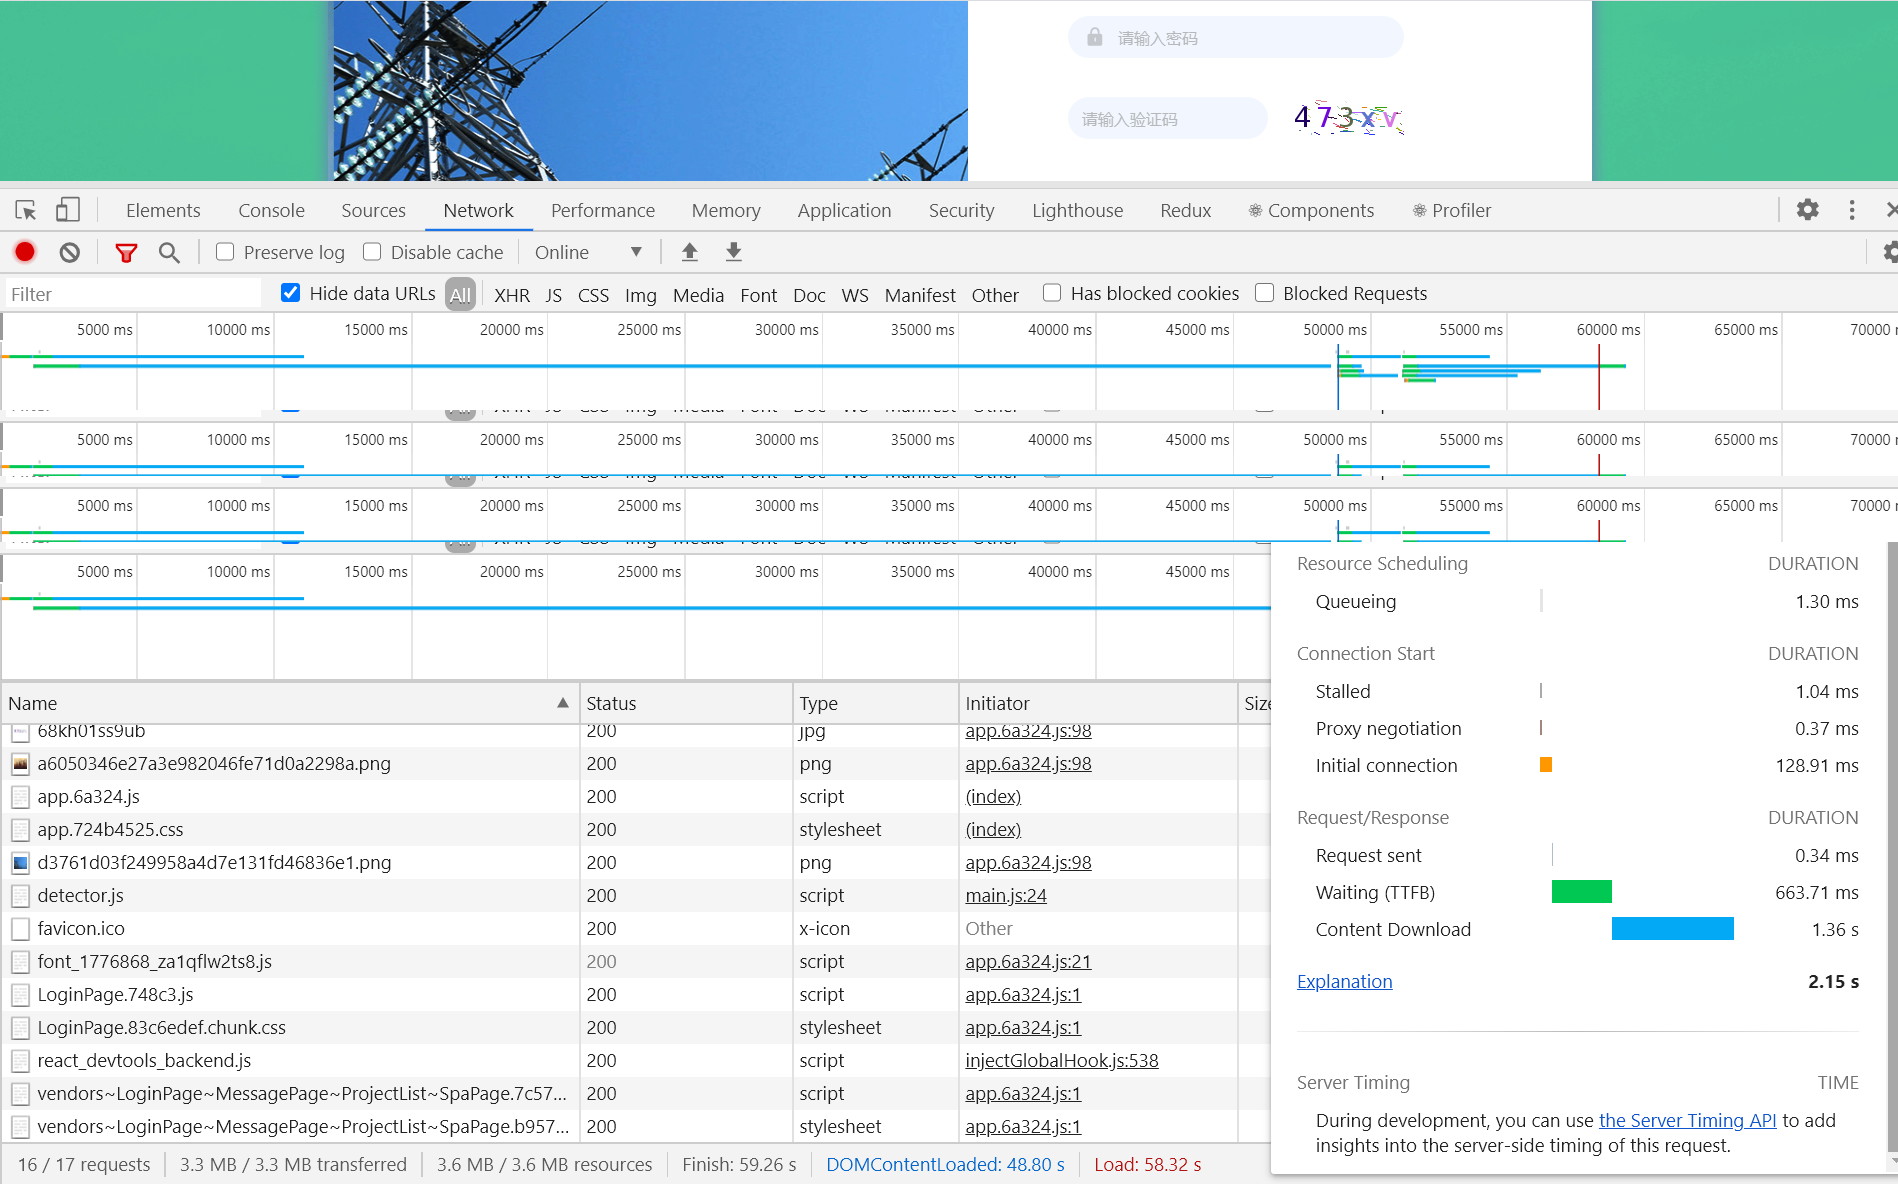 请输入密码
请输入验证码
473xv
Elements Console Sources Network Performance Memory Application Security Lighthouse Redux Components Profiler
Preserve log Disable cache Online
Filter Hide data URLs All XHR JS CSS Img Media Font Doc WS Manifest Other Has blocked cookies Blocked Requests
5000 ms 10000 ms 15000 ms 20000 ms 25000 ms 30000 ms 35000 ms 40000 ms 45000 ms 50000 ms 55000 ms 60000 ms 65000 ms 70000
5000 ms 10000 ms 15000 ms 20000 ms 25000 ms 30000 ms 35000 ms 40000 ms 45000 ms 50000 ms 55000 ms 60000 ms 65000 ms 70000
5000 ms 10000 ms 15000 ms 20000 ms 25000 ms 30000 ms 35000 ms 40000 ms 45000 ms 50000 ms 55000 ms 60000 ms 65000 ms 70000
5000 ms 10000 ms 15000 ms 20000 ms 25000 ms 30000 ms 35000 ms 40000 ms 45000 ms
Name Status Type Initiator Size
68kh01ss9ub 200 jpg app.6a324.js:98
a6050346e27a3e982046fe71d0a2298a.png 200 png app.6a324.js:98
app.6a324.js 200 script (index)
app.724b4525.css 200 stylesheet (index)
d3761d03f249958a4d7e131fd46836e1.png 200 png app.6a324.js:98
detector.js 200 script main.js:24
favicon.ico 200 x-icon Other
font_1776868_za1qflw2ts8.js 200 script app.6a324.js:21
LoginPage.748c3.js 200 script app.6a324.js:1
LoginPage.83c6edef.chunk.css 200 stylesheet app.6a324.js:1
react_devtools_backend.js 200 script injectGlobalHook.js:538
vendors~LoginPage~MessagePage~ProjectList~SpaPage.7c57... 200 script app.6a324.js:1
vendors~LoginPage~MessagePage~ProjectList~SpaPage.b957... 200 stylesheet app.6a324.js:1
16 / 17 requests 3.3 MB / 3.3 MB transferred 3.6 MB / 3.6 MB resources Finish: 59.26 s DOMContentLoaded: 48.80 s Load: 58.32 s
Resource Scheduling DURATION
Queueing 1.30 ms
Connection Start DURATION
Stalled 1.04 ms
Proxy negotiation 0.37 ms
Initial connection 128.91 ms
Request/Response DURATION
Request sent 0.34 ms
Waiting (TTFB) 663.71 ms
Content Download 1.36 s
Explanation 2.15 s
Server Timing TIME
During development, you can use the Server Timing API to add
insights into the server-side timing of this request.